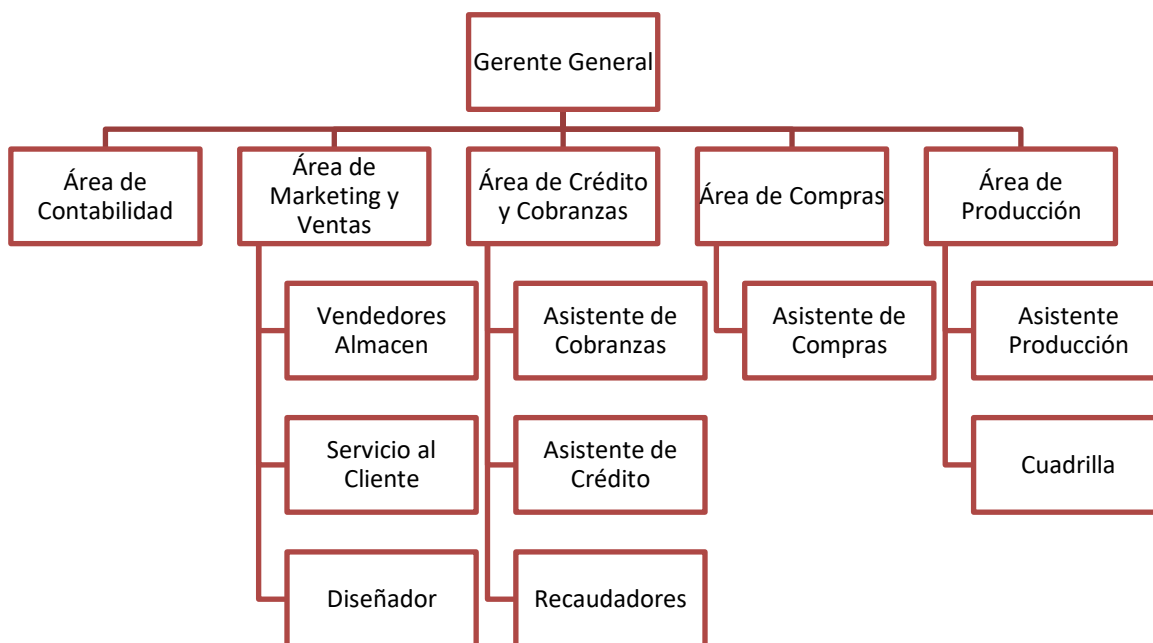 Gerente General
Área de
Contabilidad
Área de
Marketing y
Ventas
Área de Crédito
y Cobranzas
Área de Compras
Área de
Producción
Vendedores
Almacen
Asistente de
Cobranzas
Asistente de
Compras
Asistente
Producción
Servicio al
Cliente
Asistente de
Crédito
Cuadrilla
Diseñador
Recaudadores